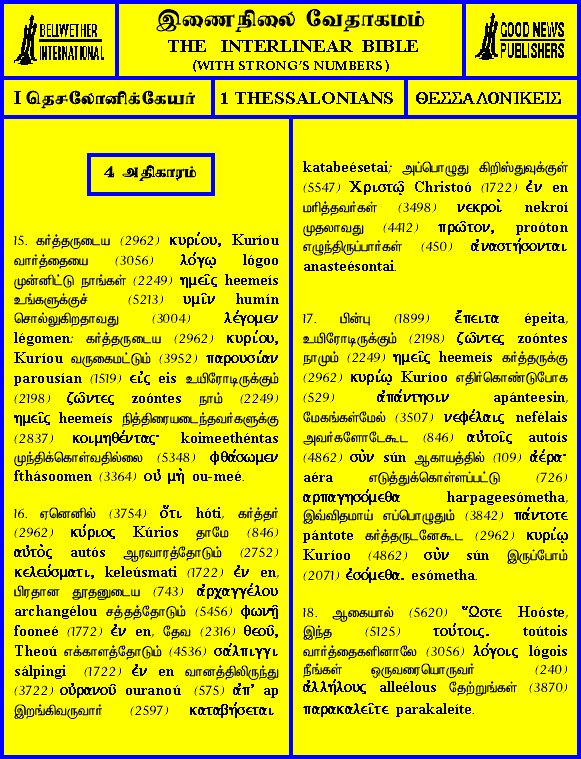 BELLWETHER
INTERNATIONAL
இணைநிலை வேதாகமம்
THE INTERLINEAR BIBLE
(WITH STRONG'S NUMBERS)
GOOD NEWS
PUBLISHERS
I தெசலோனிக்கேயர்
1 THESSALONIANS
ΘΕΣΣΑΛΟΝΙΚΕΙΣ
4 அதிகாரம்
15. கர்த்தருடைய (2962) κυρίου, Kuríou
வார்த்தையை (3056) λόγῳ lógoo
முன்னிட்டு நாங்கள் (2249) ημεῖς heemeís
உங்களுக்குச் (5213) υμῖν humín
சொல்லுகிறதாவது (3004) λέγομεν
légomen: கர்த்தருடைய (2962) κυρίου,
Kuríou வருகைமட்டும் (3952) παρουσίαν
parousían (1519) εἰς eis உயிரோடிருக்கும்
(2198) ζῶντες zoóntes நாம் (2249)
ημεῖς heemeís நித்திரையடைந்தவர்களுக்கு
(2837) κοιμηθέντας· koimeethéntas
முந்திக்கொள்வதில்லை (5348) φθάσωμεν
fthásoomen (3364) οὐ μὴ ou-meé.
16. ஏனெனில் (3754) ὅτι hóti, கர்த்தர்
(2962) κύριος Kúrios தாமே (846)
αὐτὸς autós ஆரவாரத்தோடும் (2752)
κελεύσματι, keleúsmati (1722) ἐν en,
பிரதான தூதனுடைய (743) ἀρχαγγέλου
archangélou சத்தத்தோடும் (5456) φωνῇ
fooneé (1772) ἐν en, தேவ (2316) θεοῦ,
Theoú எக்காளத்தோடும் (4536) σάλπιγγι
sálpingi (1722) ἐν en வானத்திலிருந்து
(3722) οὐρανοῦ ouranoú (575) ἀπ’ ap
இறங்கிவருவார் (2597) καταβήσεται
katabeésetai; அப்பொழுது கிறிஸ்துவுக்குள்
(5547) Χριστῷ Christoó (1722) ἐν en
மரித்தவர்கள் (3498) νεκροὶ nekroí
முதலாவது (4412) πρῶτον, proóton
எழுந்திருப்பார்கள் (450) ἀναστήσονται
anasteésontai.
17. பின்பு (1899) ἔπειτα épeita,
உயிரோடிருக்கும் (2198) ζῶντες zoóntes
நாமும் (2249) ημεῖς heemeís கர்த்தருக்கு
(2962) κυρίῳ Kuríoo எதிர்கொண்டுபோக
(529) ἀπάντησιν apánteesin,
மேகங்கள்மேல் (3507) νεφέλαις nefélais
அவர்களோடேகூட (846) αὐτοῖς autoís
(4862) σὺν sún ஆகாயத்தில் (109) ἀέρα·
aéra எடுத்துக்கொள்ளப்பட்டு (726)
αρπαγησόμεθα harpageesómetha,
இவ்விதமாய் எப்பொழுதும் (3842) πάντοτε
pántote கர்த்தருடனேகூட (2962) κυρίῳ
Kuríoo (4862) σὺν sún இருப்போம்
(2071) ἐσόμεθα. esómetha.
18. ஆகையால் (5620) Ὥστε Hoóste,
இந்த (5125) τούτοις. toútois
வார்த்தைகளினாலே (3056) λόγοις lógois
நீங்கள் ஒருவரையொருவர் (240)
ἀλλήλους alleélous தேற்றுங்கள் (3870)
παρακαλεῖτε parakaleíte.